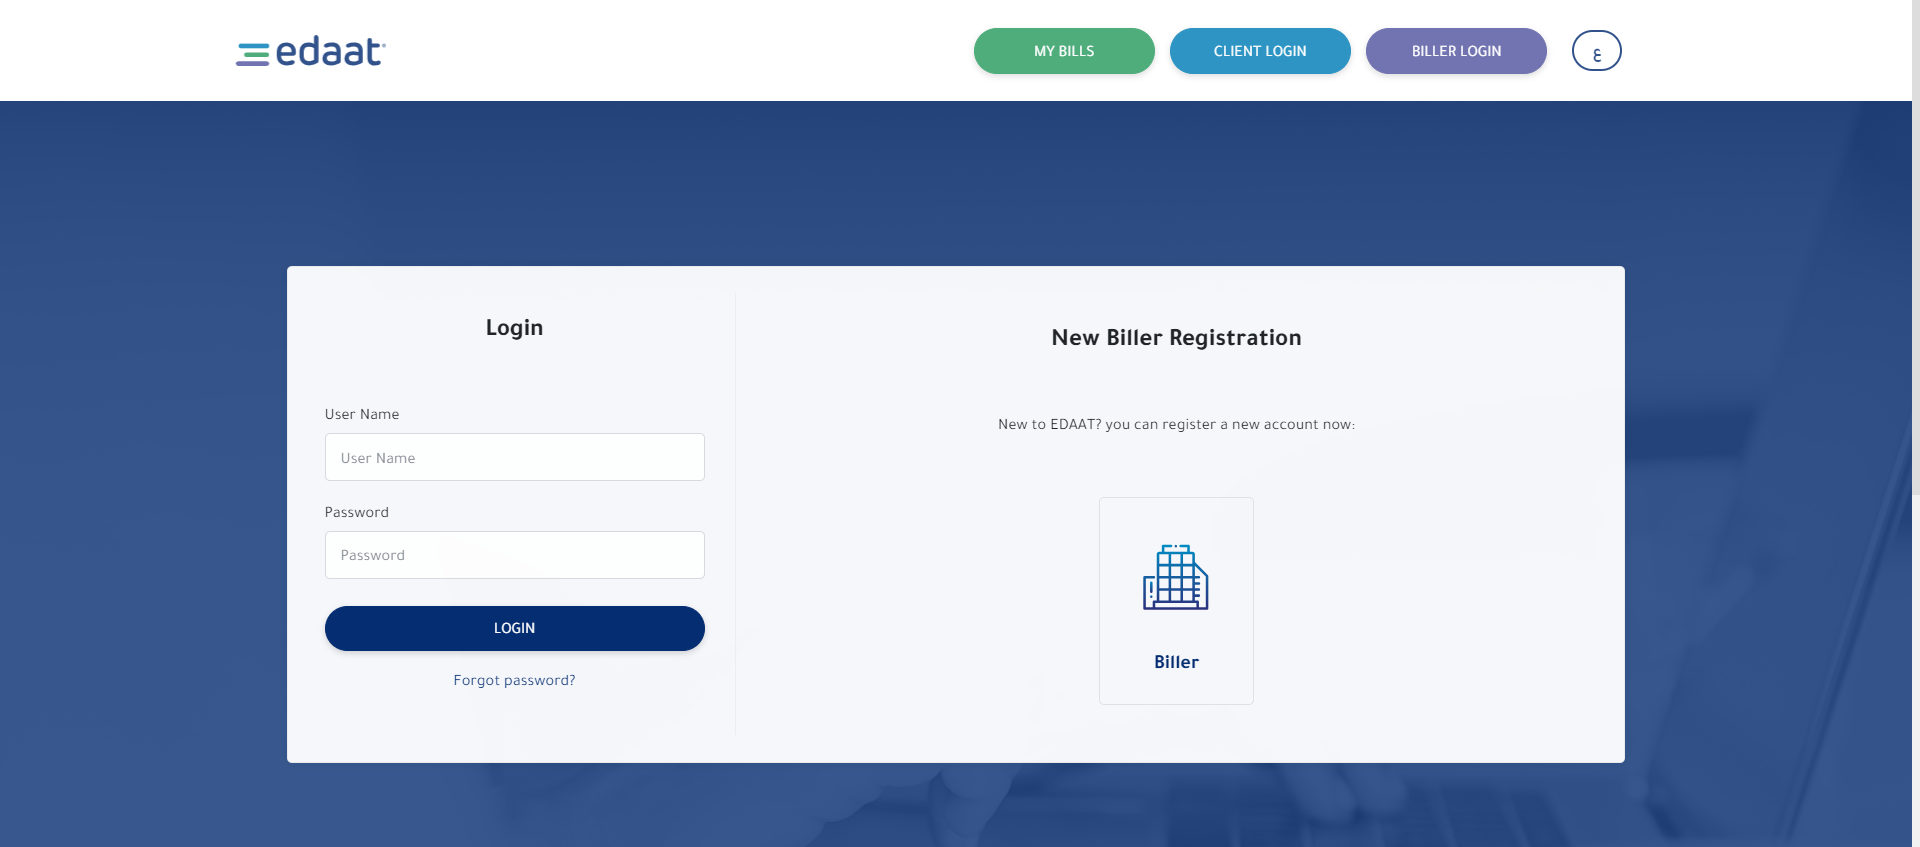 edaat
MY BILLS
CLIENT LOGIN
BILLER LOGIN
ع
Login
User Name
User Name
Password
Password
LOGIN
Forgot password?
New Biller Registration
New to EDAAT? you can register a new account now:
Biller